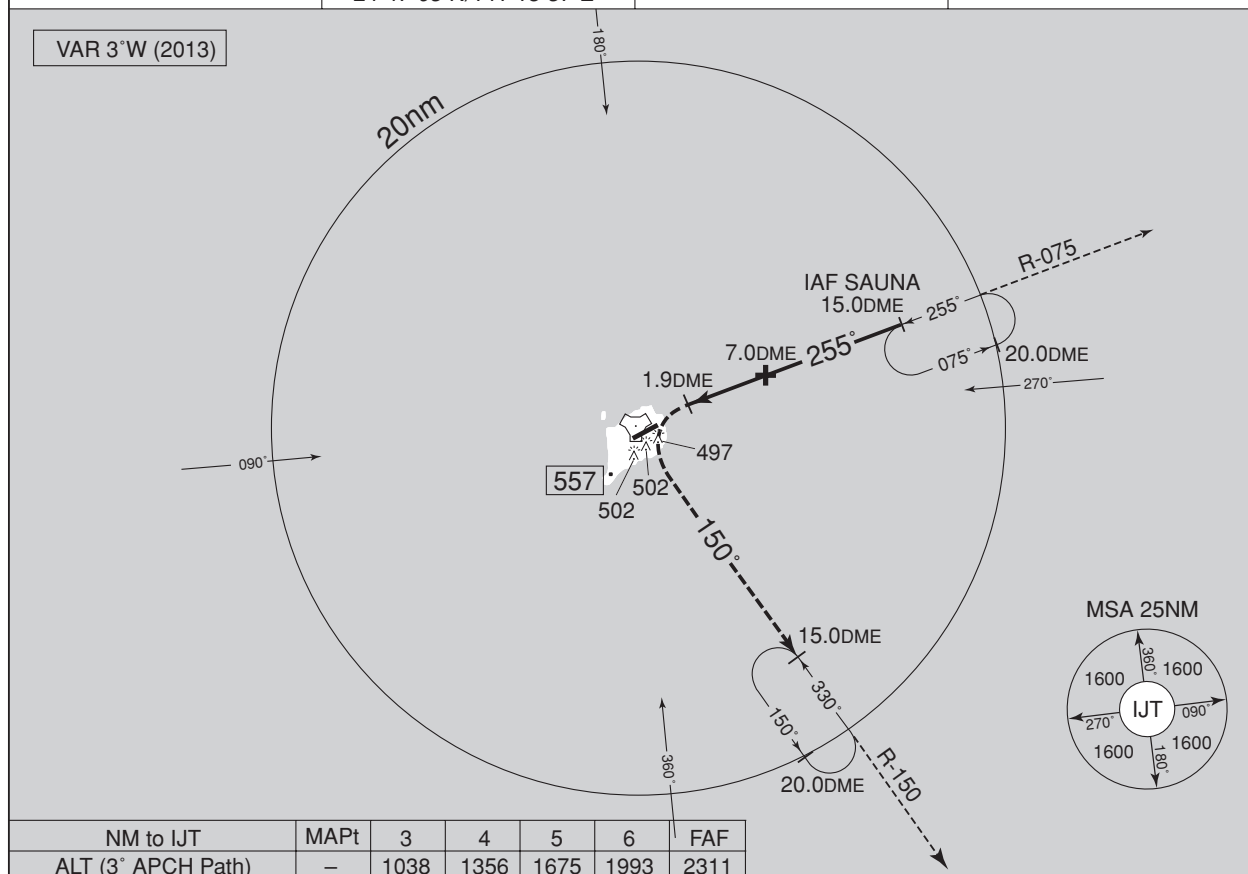 VAR 3˚W (2013)
180˚
20nm
R-075
IAF SAUNA
15.0DME
255˚
7.0DME
255˚
075˚
20.0DME
1.9DME
270˚
497
090˚
557
502
502
150˚
MSA 25NM
15.0DME
360˚
1600
1600
330˚
IJT
270˚
090˚
150˚
1600
1600
180˚
360˚
R-150
20.0DME
NM to IJT MAPt 3 4 5 6 FAF
ALT (3˚ APCH Path) – 1038 1356 1675 1993 2311